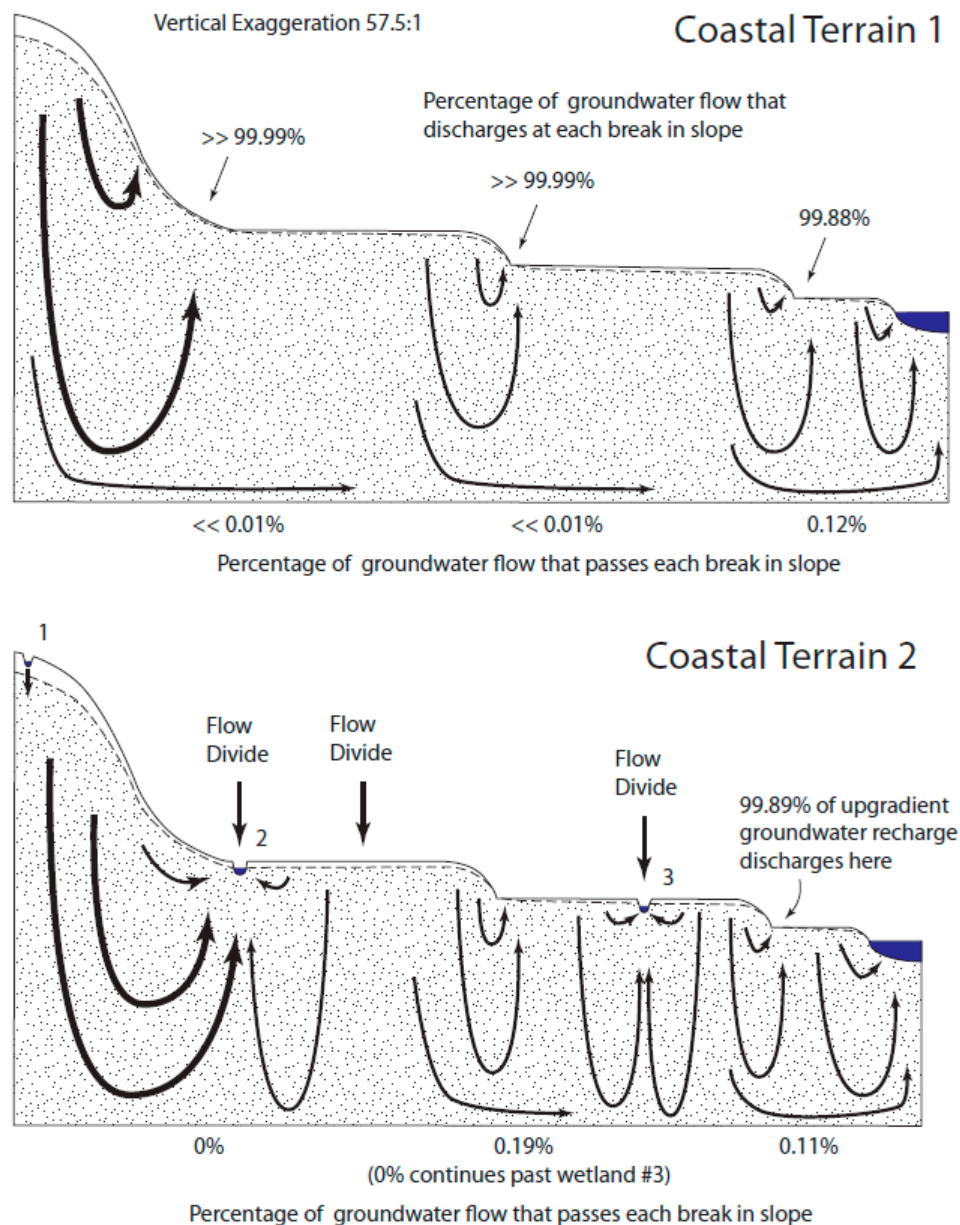 Vertical Exaggeration 57.5:1
Coastal Terrain 1
Percentage of groundwater flow that
discharges at each break in slope
>> 99.99%
>> 99.99%
99.88%
<< 0.01%
<< 0.01%
0.12%
Percentage of groundwater flow that passes each break in slope
1
Coastal Terrain 2
Flow
Divide
Flow
Divide
Flow
Divide
2
99.89% of upgradient
groundwater recharge
discharges here
3
0%
0.19%
0.11%
(0% continues past wetland #3)
Percentage of groundwater flow that passes each break in slope